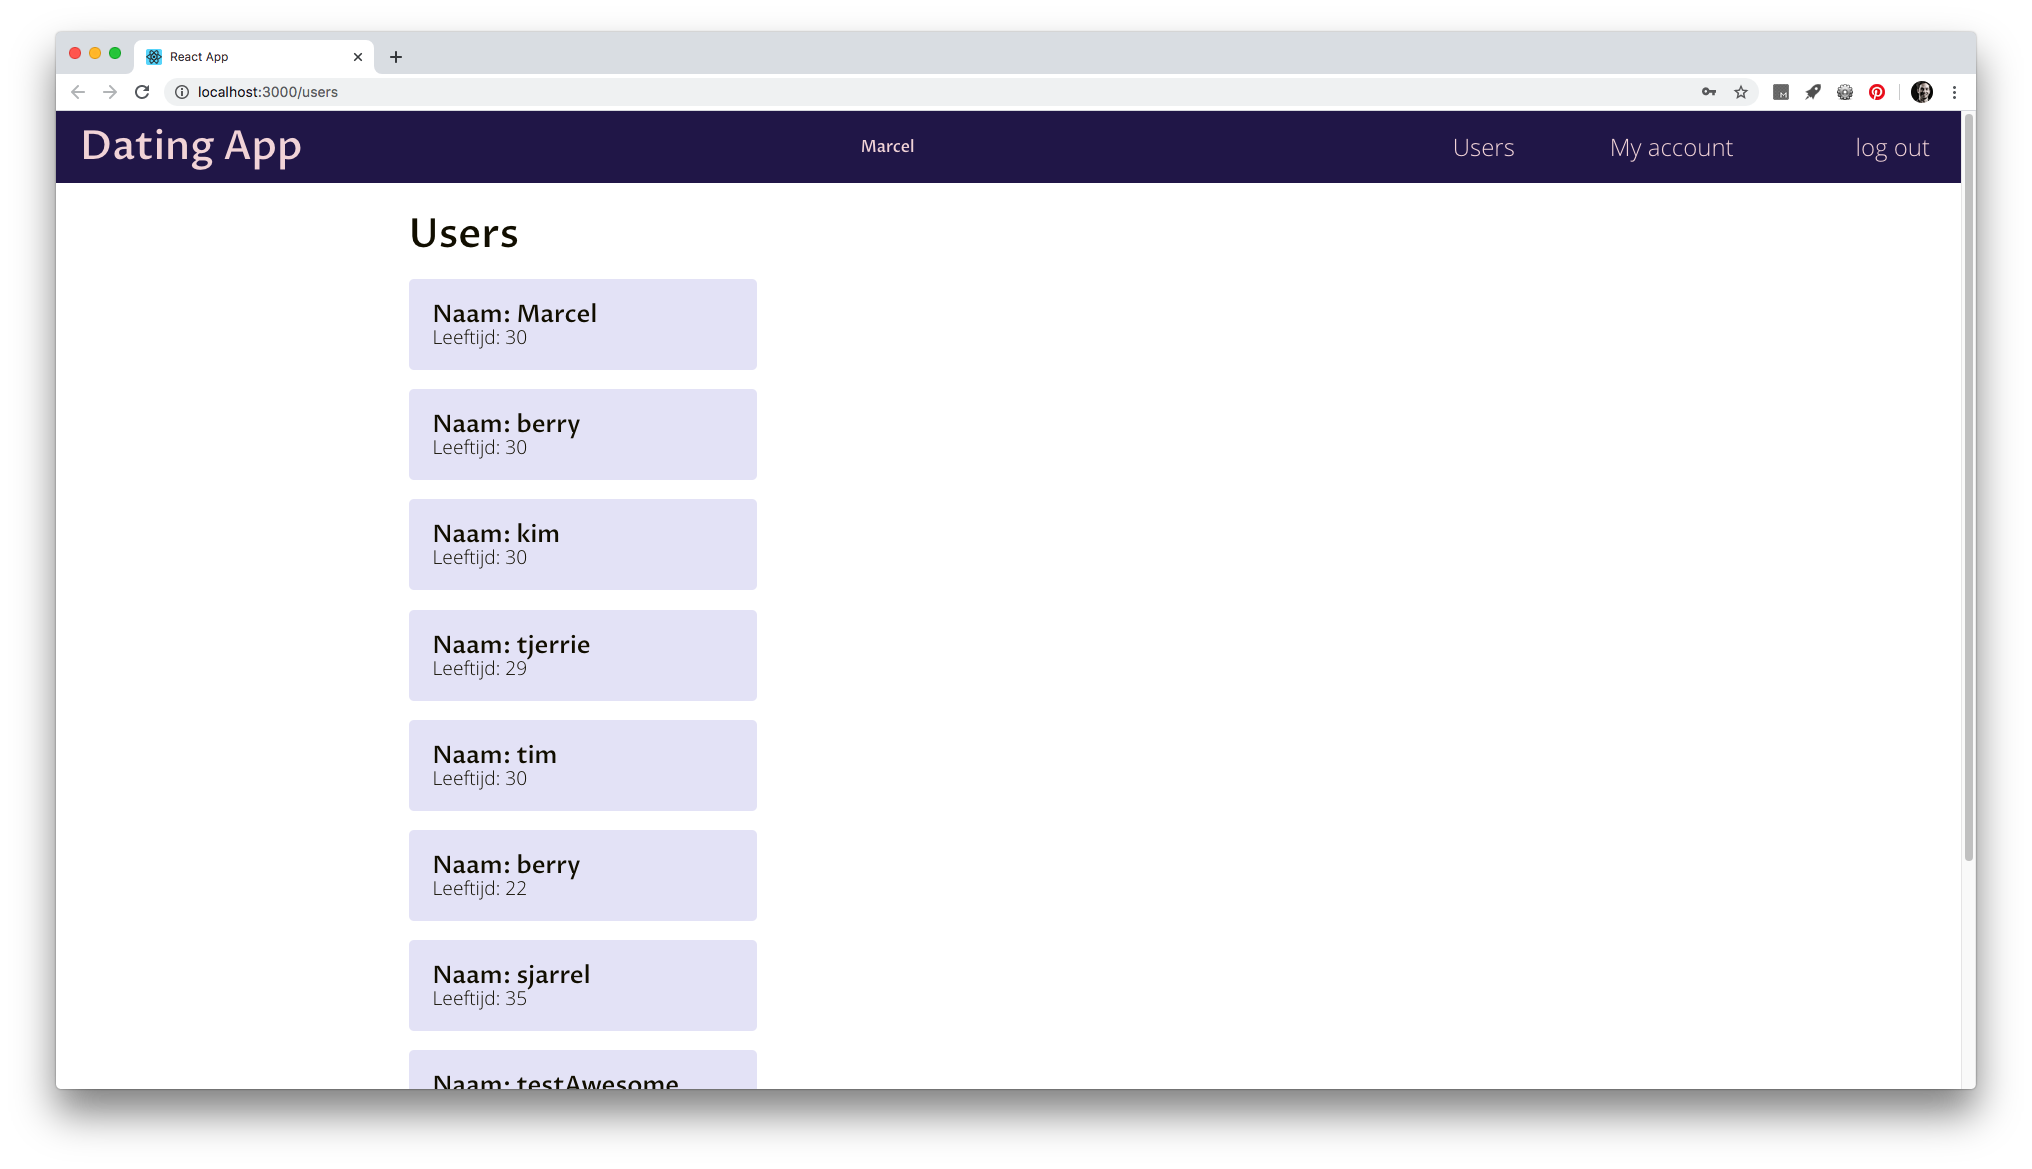 React App
localhost:3000/users
Dating App
Marcel
Users
My account
log out
Users
Naam: Marcel
Leeftijd: 30
Naam: berry
Leeftijd: 30
Naam: kim
Leeftijd: 30
Naam: tjerrie
Leeftijd: 29
Naam: tim
Leeftijd: 30
Naam: berry
Leeftijd: 22
Naam: sjarrel
Leeftijd: 35
Naam: testAwesome